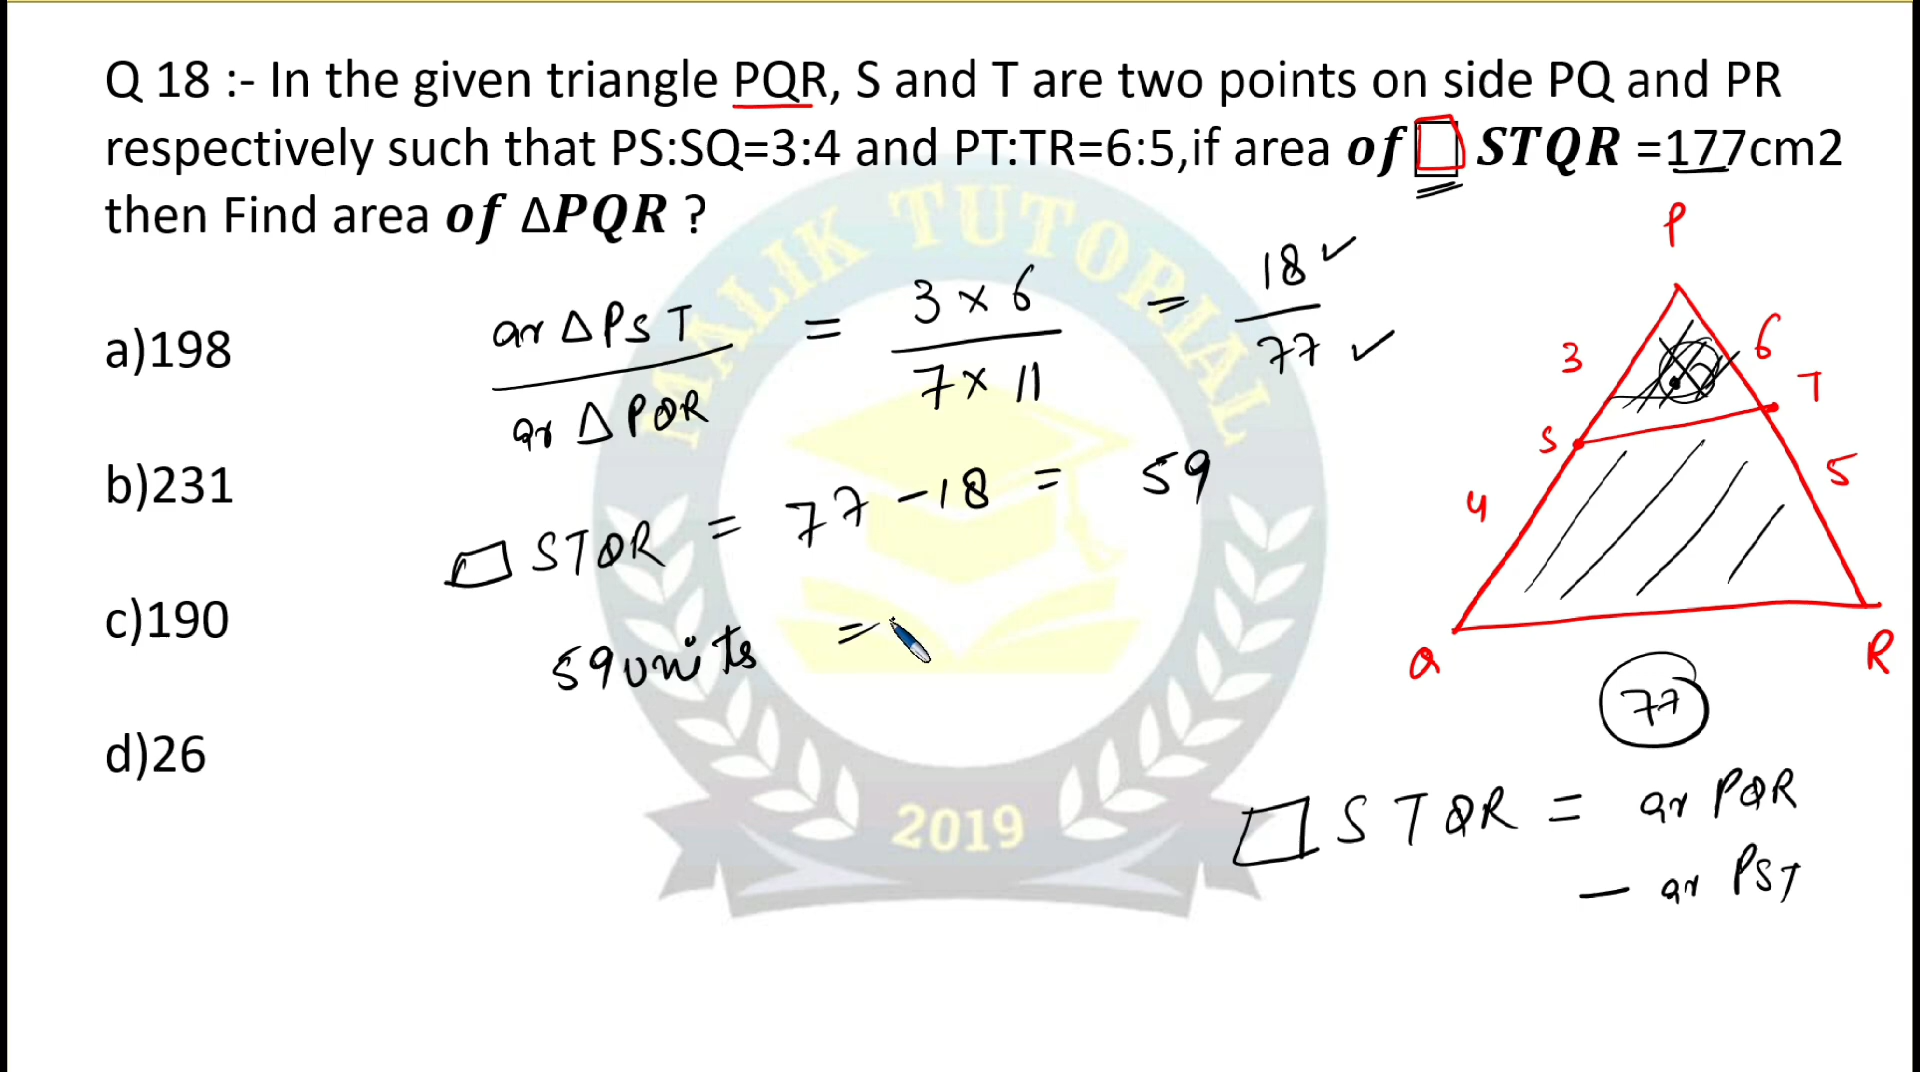 Q 18 :- In the given triangle PQR, S and T are two points on side PQ and PR
respectively such that PS:SQ=3:4 and PT:TR=6:5,if area of □ STQR =177cm2
then Find area of ΔPQR ?
a)198
b)231
c)190
d)26
ar Δ PST / ar Δ PQR = 3 × 6 / 7 × 11 = 18 ✓ / 77 ✓
□ STQR = 77 - 18 = 59
59 units =
P
3
6
S
T
4
5
Q
R
77
□ STQR = ar PQR
- ar PST
MALIK TUTORIAL
2019